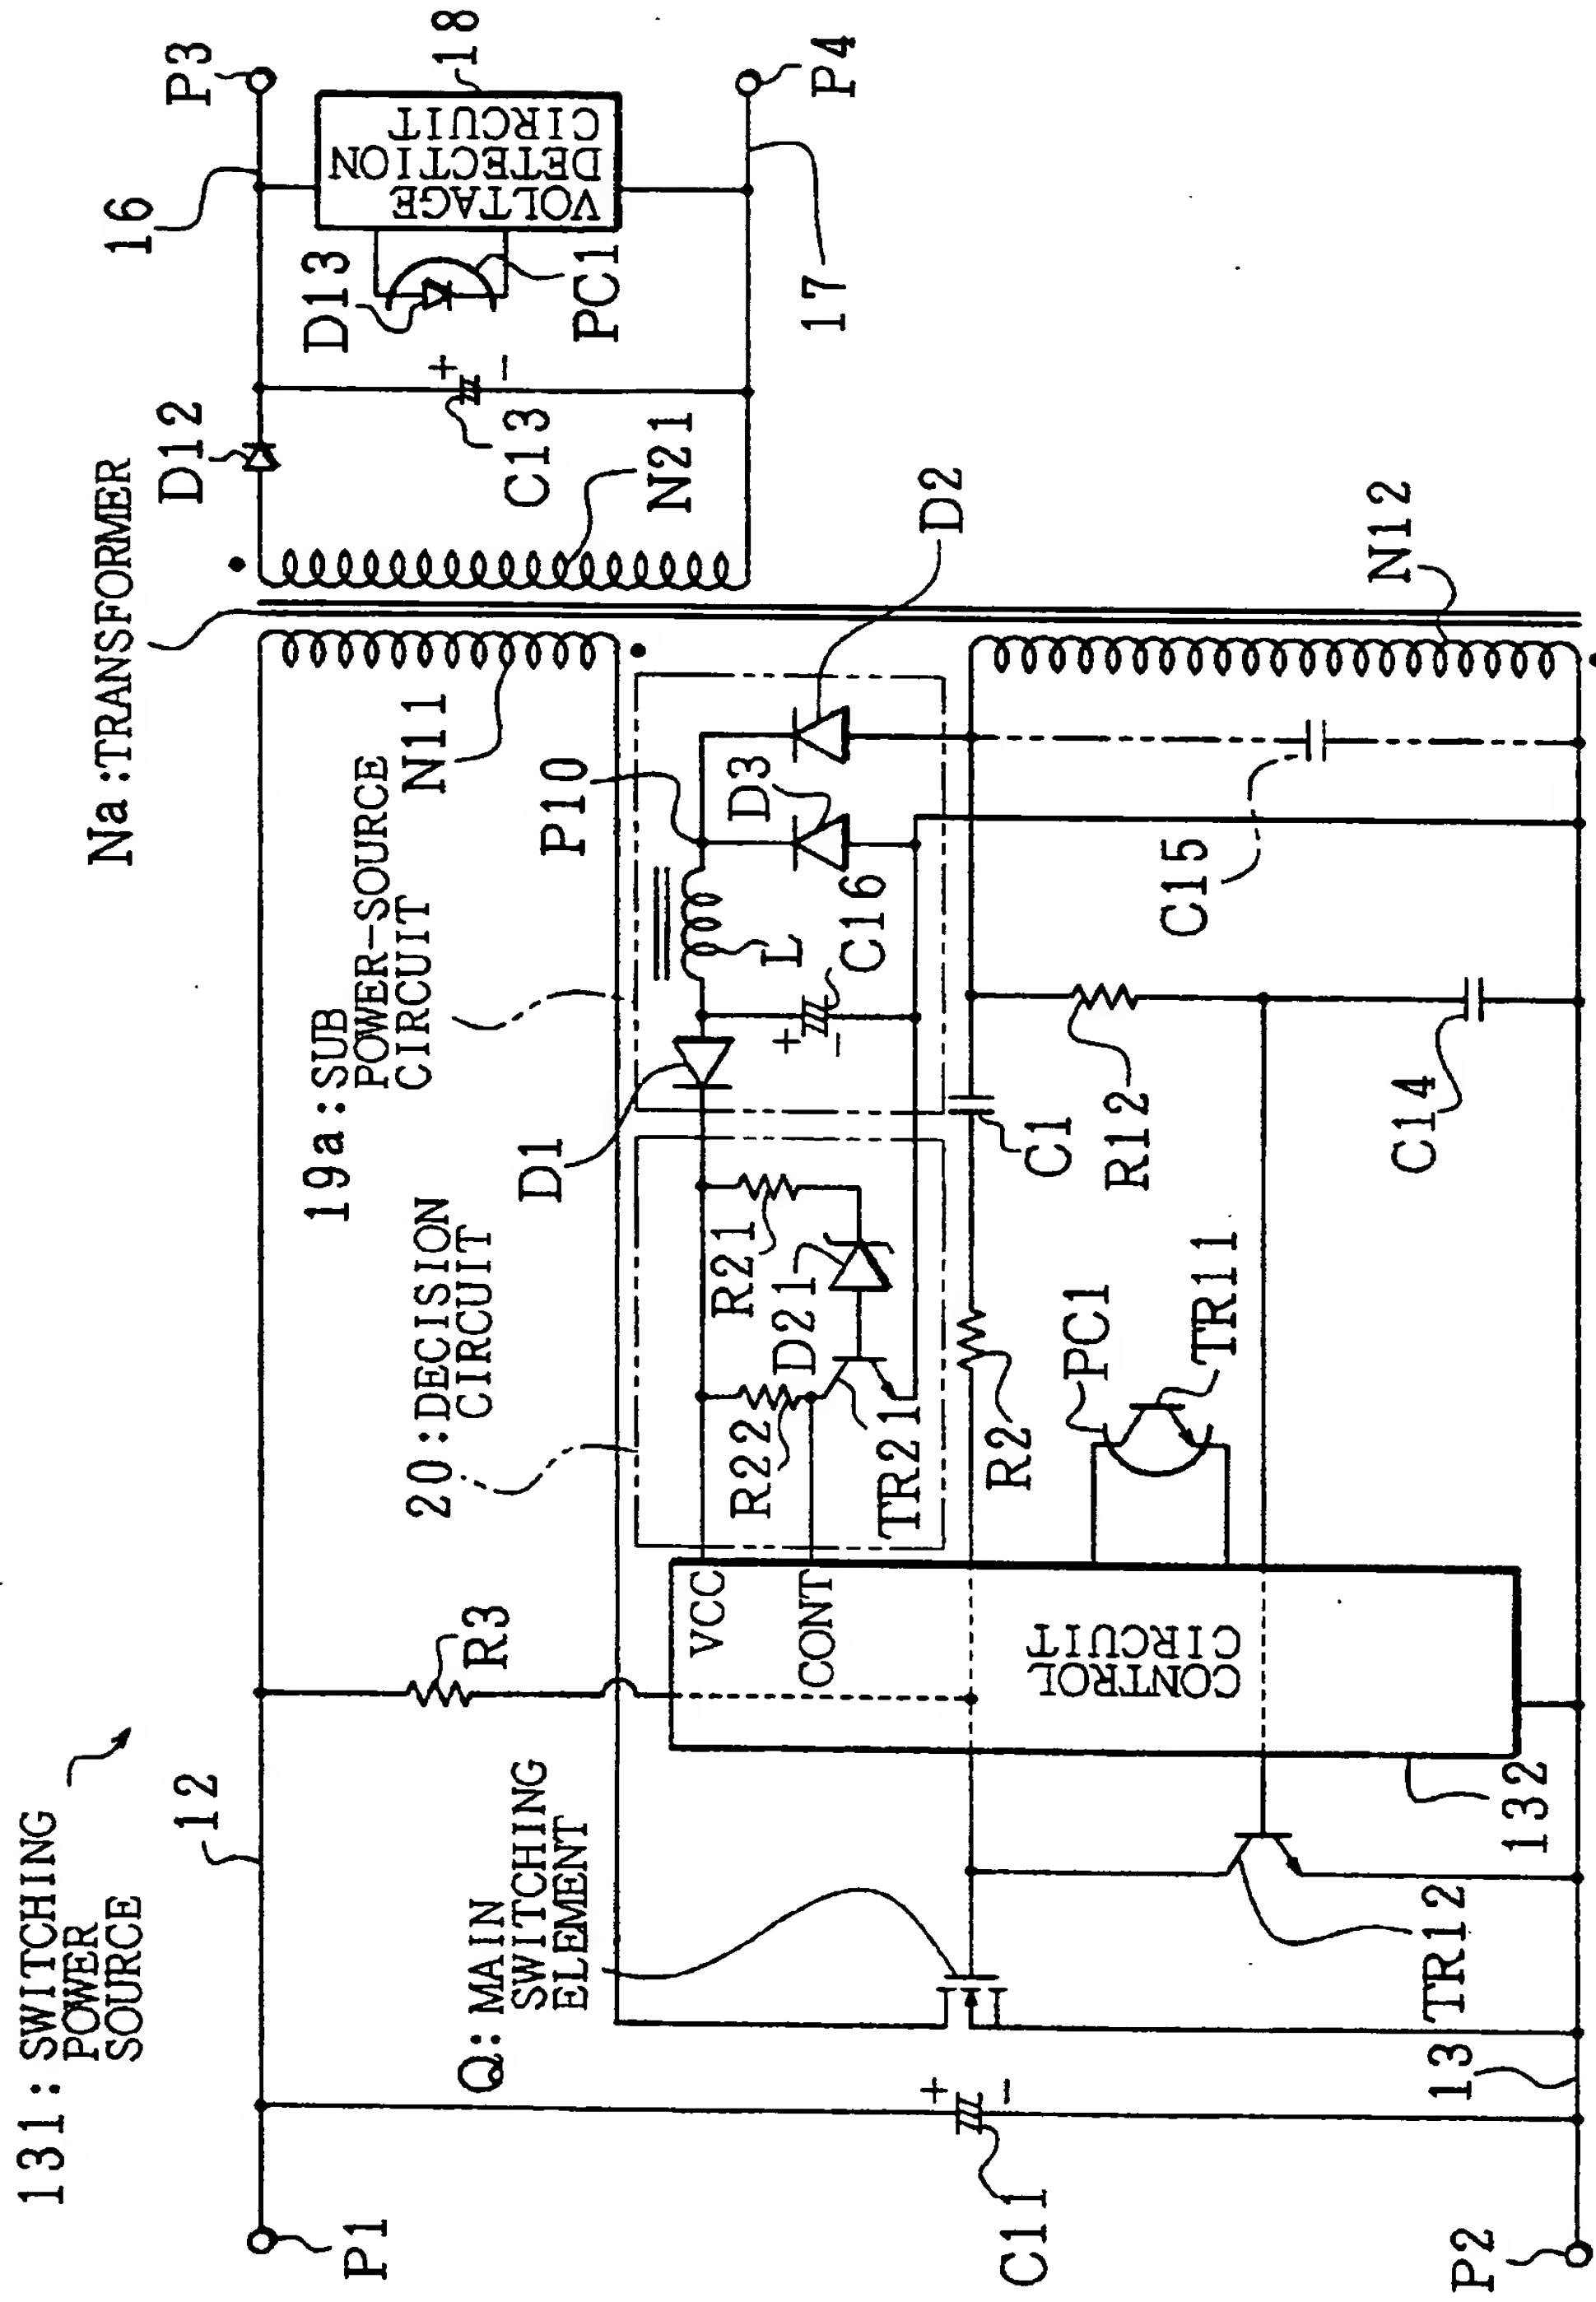 131:SWITCHING
POWER
SOURCE
12
P1
R3
Q:MAIN
SWITCHING
ELEMENT
C11
P2
13
TR12
132
CONTROL
CIRCUIT
VCC
CONT
20:DECISION
CIRCUIT
R22
R21
D21
TR21
R2
PC1
TR11
19a:SUB
POWER-SOURCE
CIRCUIT
D1
+
-
+
-
C1
R12
C14
L
C16
P10
D3
D2
C15
Na:TRANSFORMER
N11
N12
N21
D12
+
-
C13
D13
PC1
16
17
VOLTAGE
DETECTION
CIRCUIT
18
P3
P4